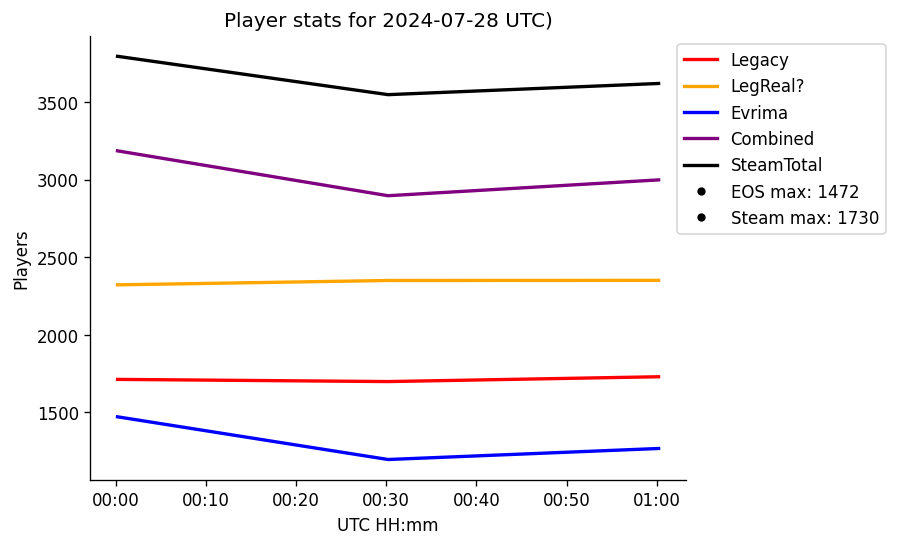 Player stats for 2024-07-28 UTC)
Legacy
LegReal?
Evrima
Combined
SteamTotal
EOS max: 1472
Steam max: 1730
Players
3500
3000
2500
2000
1500
00:00 00:10 00:20 00:30 00:40 00:50 01:00
UTC HH:mm